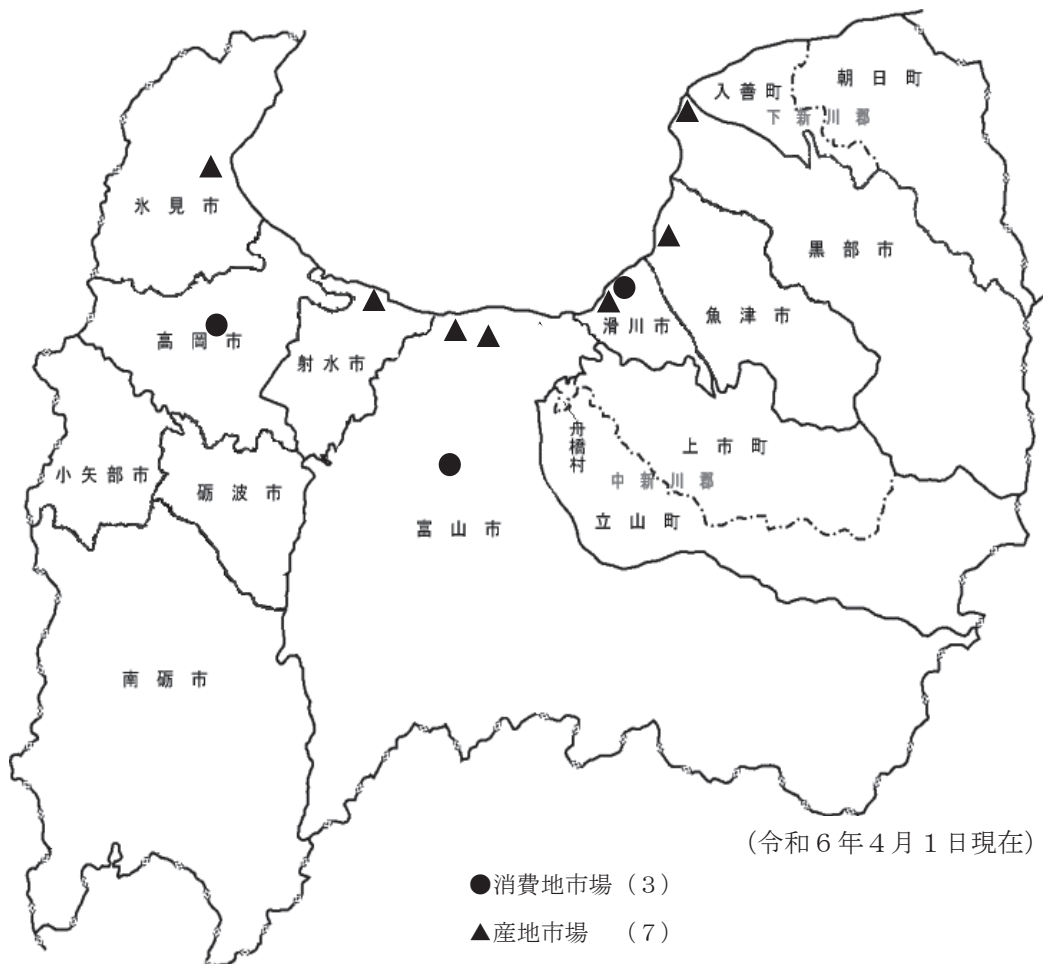 朝日町
入善町
下新川郡
氷見市
黒部市
魚津市
滑川市
高岡市
射水市
舟橋村
上市町
中新川郡
小矢部市
砺波市
立山町
富山市
南砺市
(令和6年4月1日現在)
●消費地市場(3)
▲産地市場 (7)